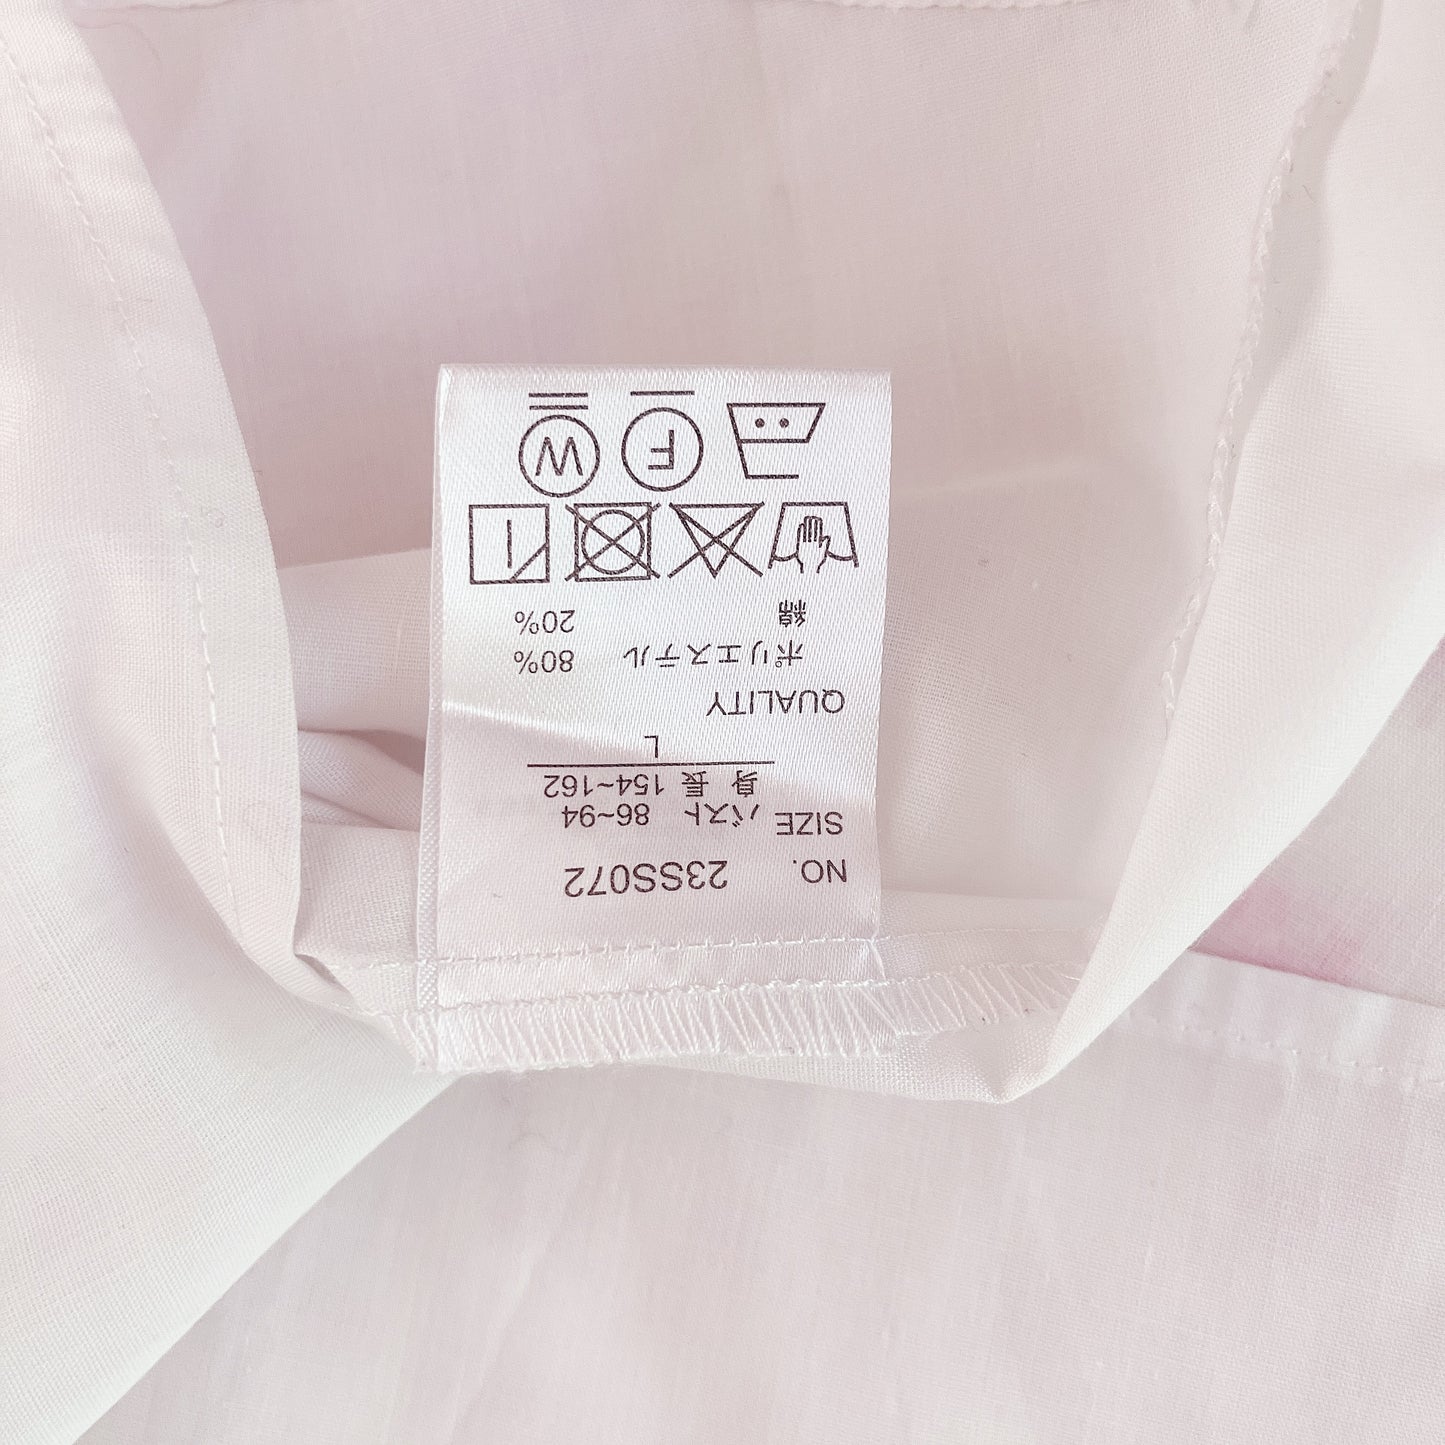 NO. 23SS072
SIZE バスト 86~94
身長 154~162
L
QUALITY
ポリエステル 80%
綿 20%
F
W